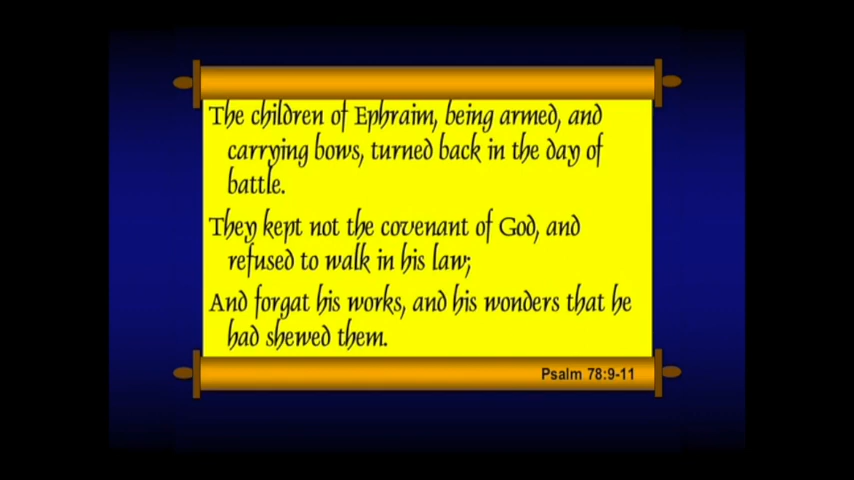 The children of Ephraim, being armed, and
carrying bows, turned back in the day of
battle.
They kept not the covenant of God, and
refused to walk in his law;
And forgat his works, and his wonders that he
had shewed them.
Psalm 78:9-11